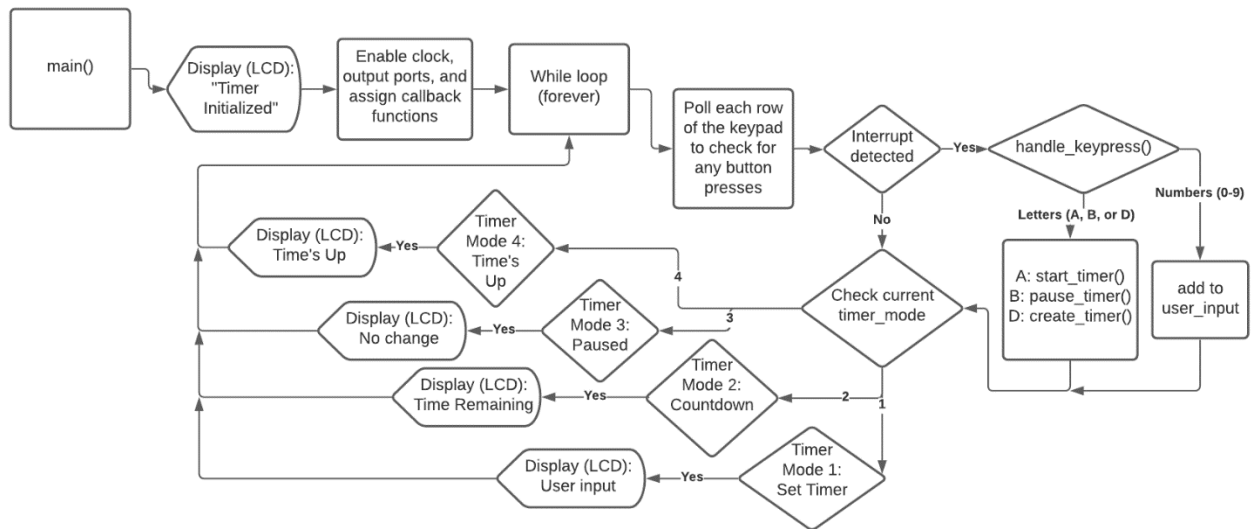 main()
Display (LCD):
"Timer
Initialized"
Enable clock,
output ports, and
assign callback
functions
While loop
(forever)
Poll each row
of the keypad
to check for
any button
presses
Interrupt
detected
Yes
handle_keypress()
Numbers (0-9)
Letters (A, B, or D)
No
A: start_timer()
B: pause_timer()
D: create_timer()
add to
user_input
Check current
timer_mode
4
Timer
Mode 4:
Time's
Up
Yes
Display (LCD):
Time's Up
3
Timer
Mode 3:
Paused
Yes
Display (LCD):
No change
2
Timer
Mode 2:
Countdown
Yes
Display (LCD):
Time Remaining
1
Timer
Mode 1:
Set Timer
Yes
Display (LCD):
User input